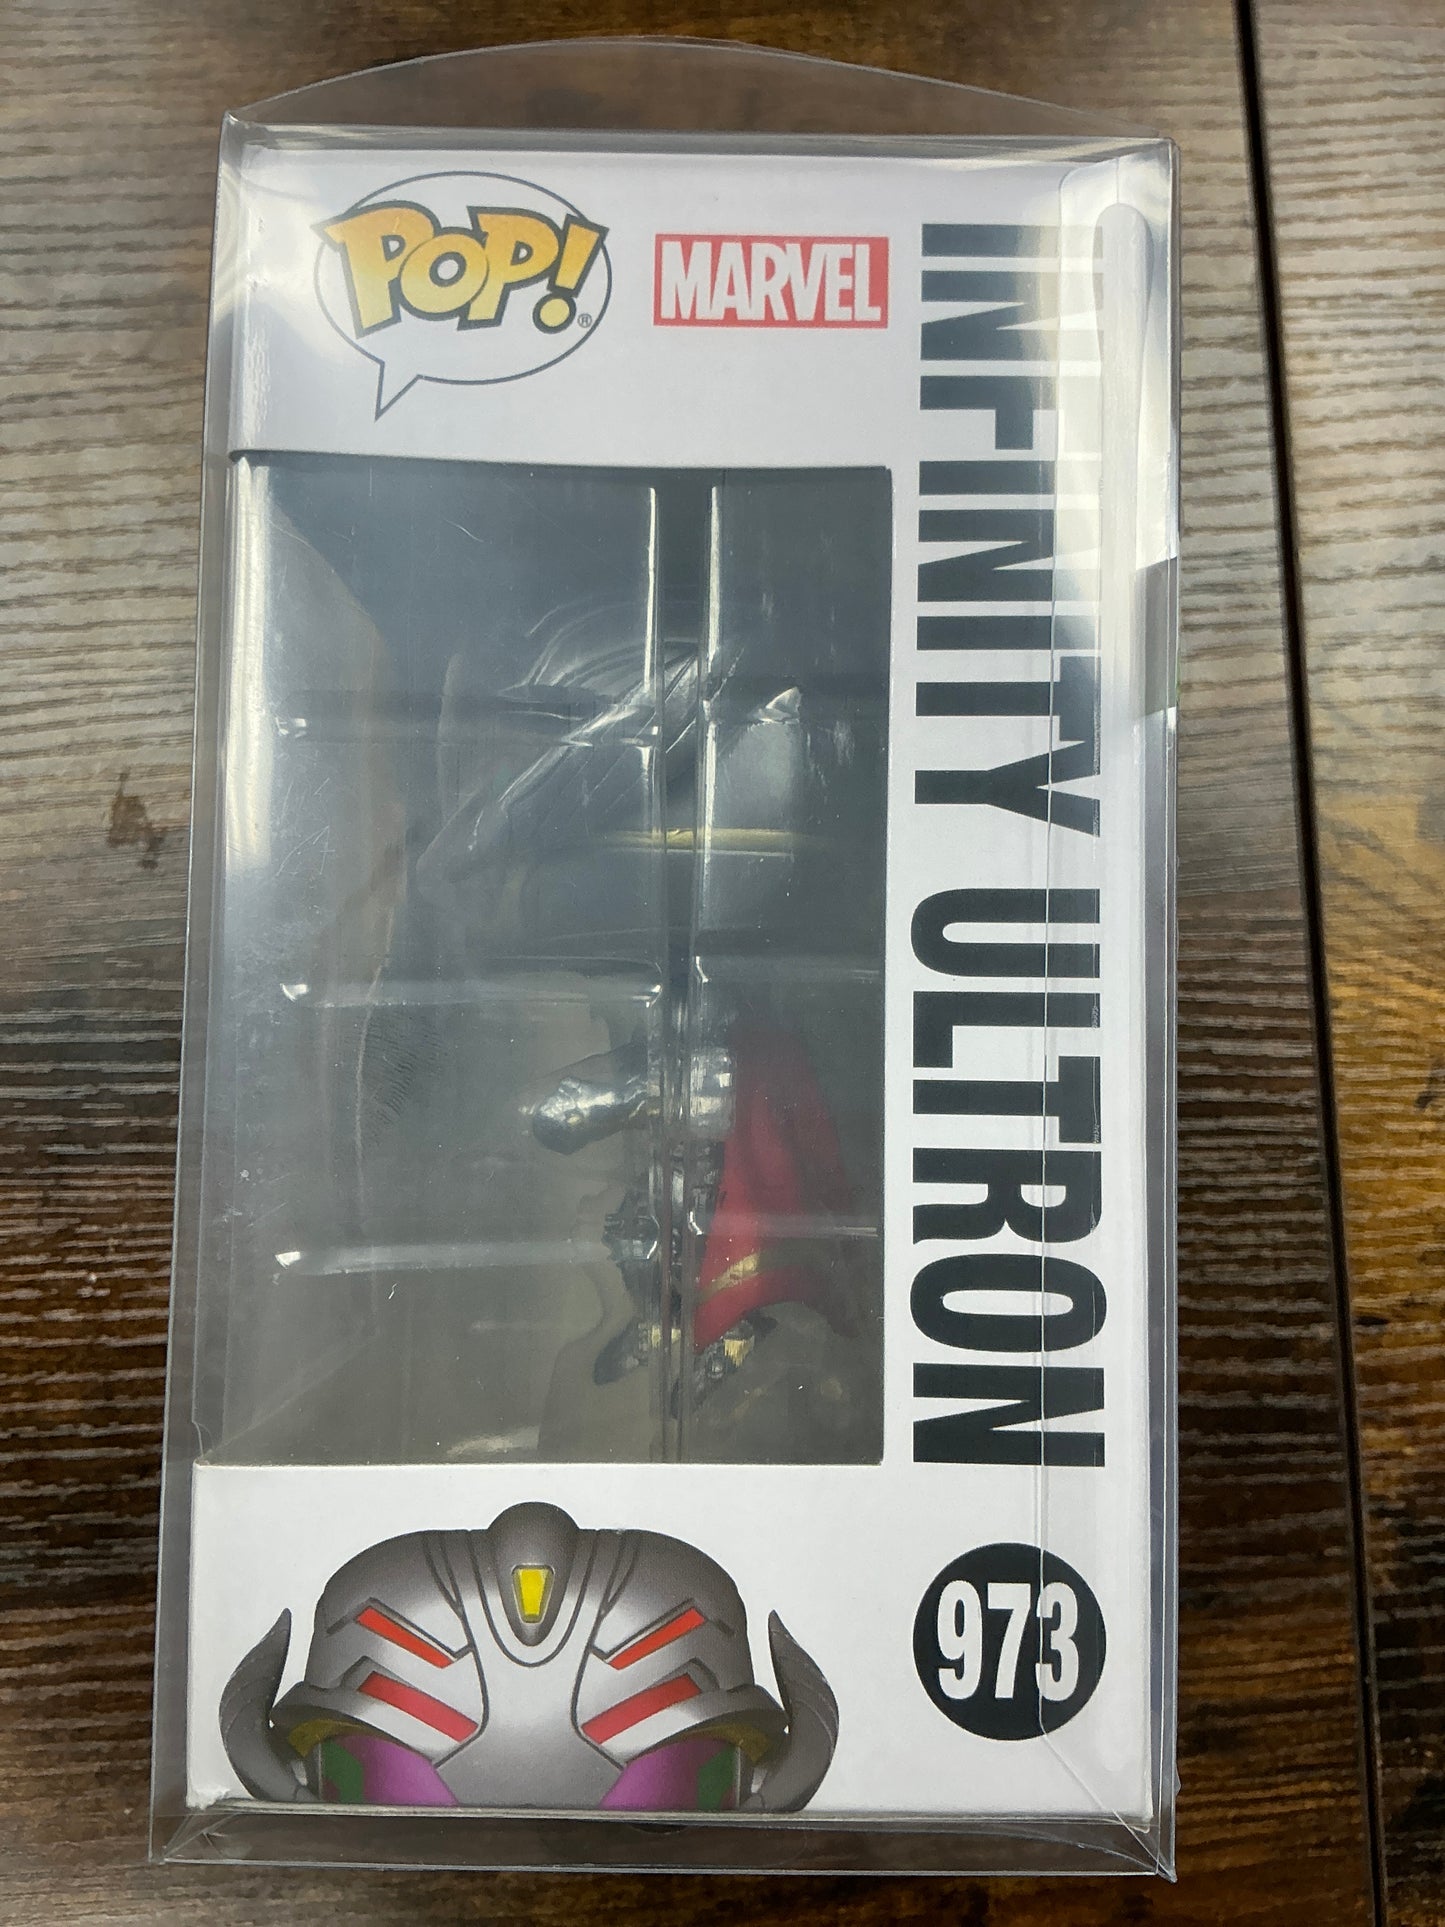 POP!
®
MARVEL
INFINITY ULTRON
973